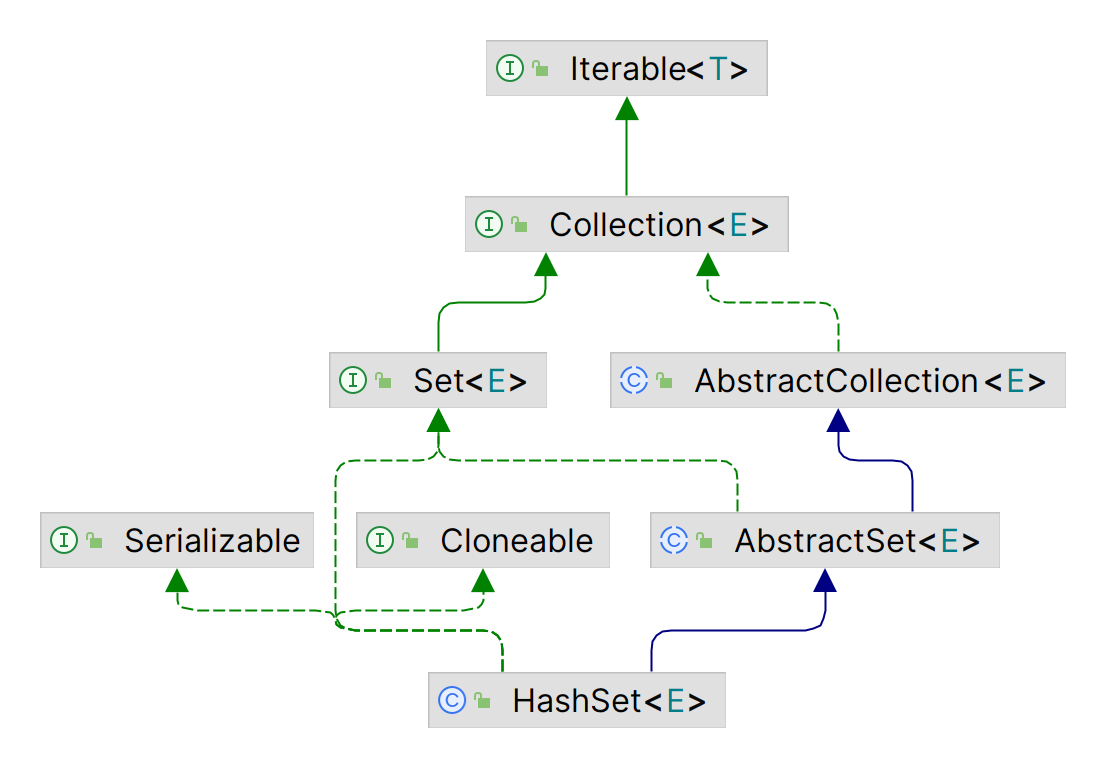 Iterable<T>
Collection<E>
Set<E>
AbstractCollection<E>
Serializable
Cloneable
AbstractSet<E>
HashSet<E>